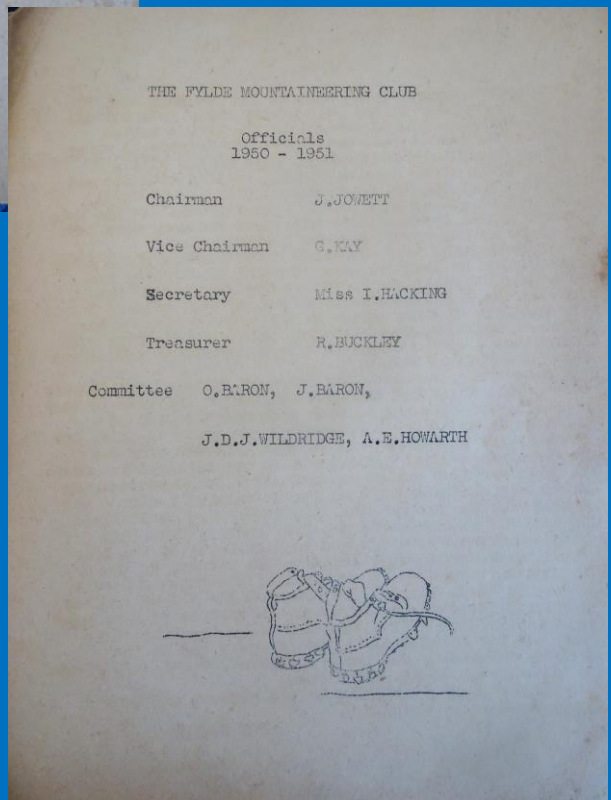 THE FYLDE MOUNTAINEERING CLUB
Officials
1950 - 1951
Chairman J.JOWETT
Vice Chairman G.KAY
Secretary Miss I.HACKING
Treasurer R.BUCKLEY
Committee O.BARON, J.BARON,
J.D.J.WILDRIDGE, A.E.HOWARTH